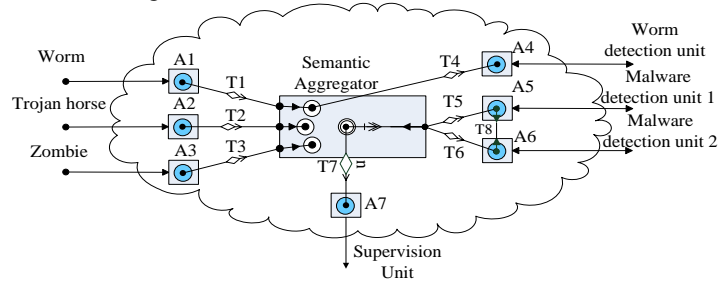 Worm
Trojan horse
Zombie
A1
A2
A3
T1
T2
T3
Semantic
Aggregator
T4
T5
T6
T7
n
T8
A4
A5
A6
A7
Worm
detection unit
Malware
detection unit 1
Malware
detection unit 2
Supervision
Unit